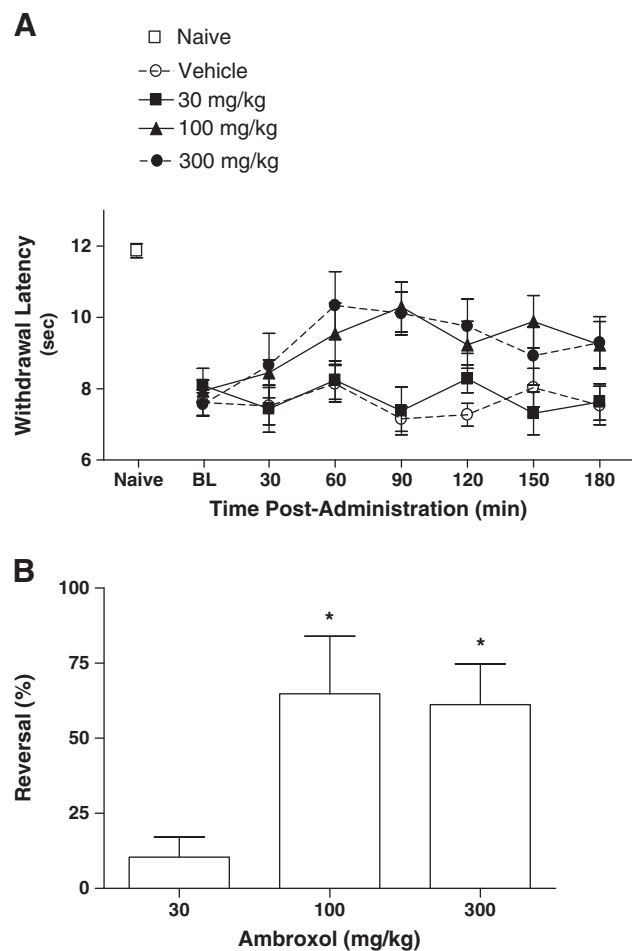 A
Naive
Vehicle
30 mg/kg
100 mg/kg
300 mg/kg
Withdrawal Latency
(sec)
12
10
8
6
Naive BL 30 60 90 120 150 180
Time Post-Administration (min)
B
Reversal (%)
100
75
50
25
0
* *
30 100 300
Ambroxol (mg/kg)